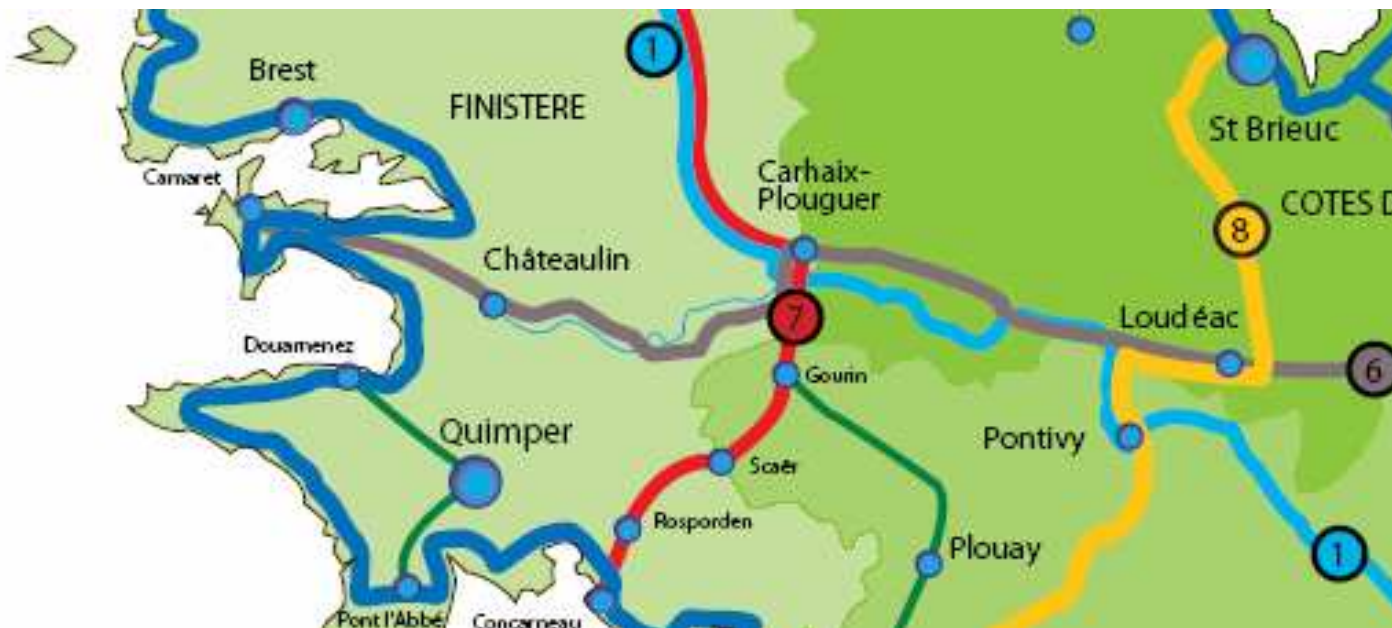 1
Brest
FINISTERE
St Brieuc
Camaret
Carhaix-
Plouguer
COTES D
8
Châteaulin
7
Loudéac
Douarnenez
Gourin
6
Quimper
Pontivy
Scaër
Rosporden
Plouay
1
Pont l'Abbé
Concarneau